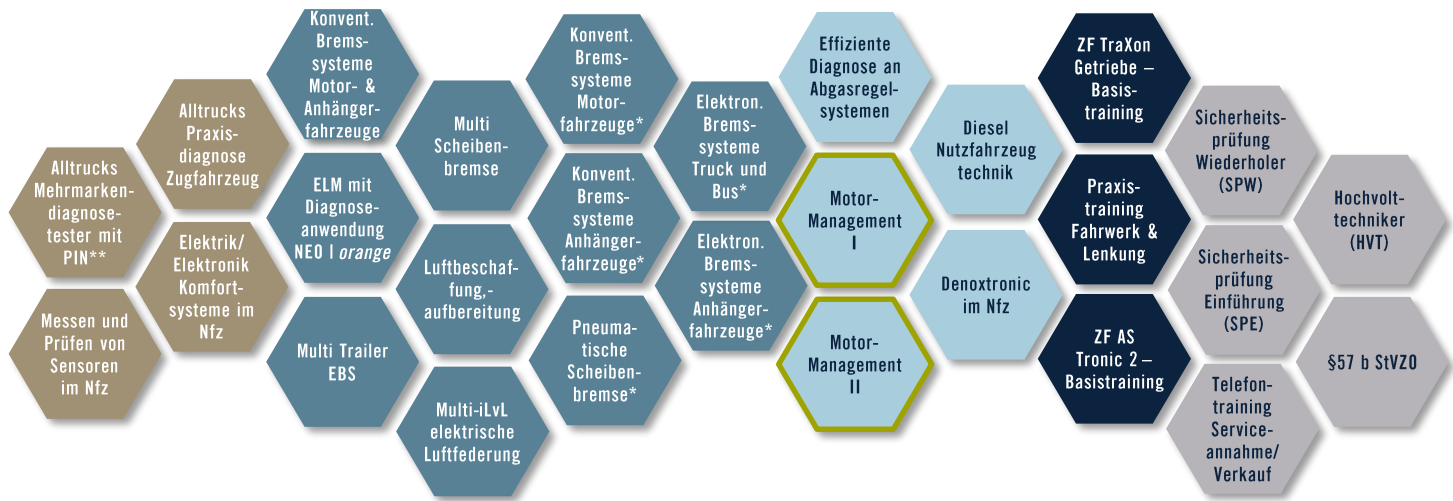 Alltrucks
Mehrmarken-
diagnose-
tester mit
PIN**
Messen und
Prüfen von
Sensoren
im Nfz
Alltrucks
Praxis-
diagnose
Zugfahrzeug
Elektrik/
Elektronik
Komfort-
systeme im
Nfz
Konvent.
Brems-
systeme
Motor- &
Anhänger-
fahrzeuge
ELM mit
Diagnose-
anwendung
NEO | orange
Multi Trailer
EBS
Multi
Scheiben-
bremse
Luftbeschaf-
fung,-
aufbereitung
Multi-iLvL
elektrische
Luftfederung
Konvent.
Brems-
systeme
Motor-
fahrzeuge*
Konvent.
Brems-
systeme
Anhänger-
fahrzeuge*
Pneuma-
tische
Scheiben-
bremse*
Elektron.
Brems-
systeme
Truck und
Bus*
Elektron.
Brems-
systeme
Anhänger-
fahrzeuge*
Effiziente
Diagnose an
Abgasregel-
systemen
Motor-
Management
I
Motor-
Management
II
Diesel
Nutzfahrzeug
technik
Denoxtronic
im Nfz
ZF TraXon
Getriebe –
Basis-
training
Praxis-
training
Fahrwerk &
Lenkung
ZF AS
Tronic 2 –
Basistraining
Sicherheits-
prüfung
Wiederholer
(SPW)
Sicherheits-
prüfung
Einführung
(SPE)
Telefon-
training
Service-
annahme/
Verkauf
Hochvolt-
techniker
(HVT)
§57 b StVZO